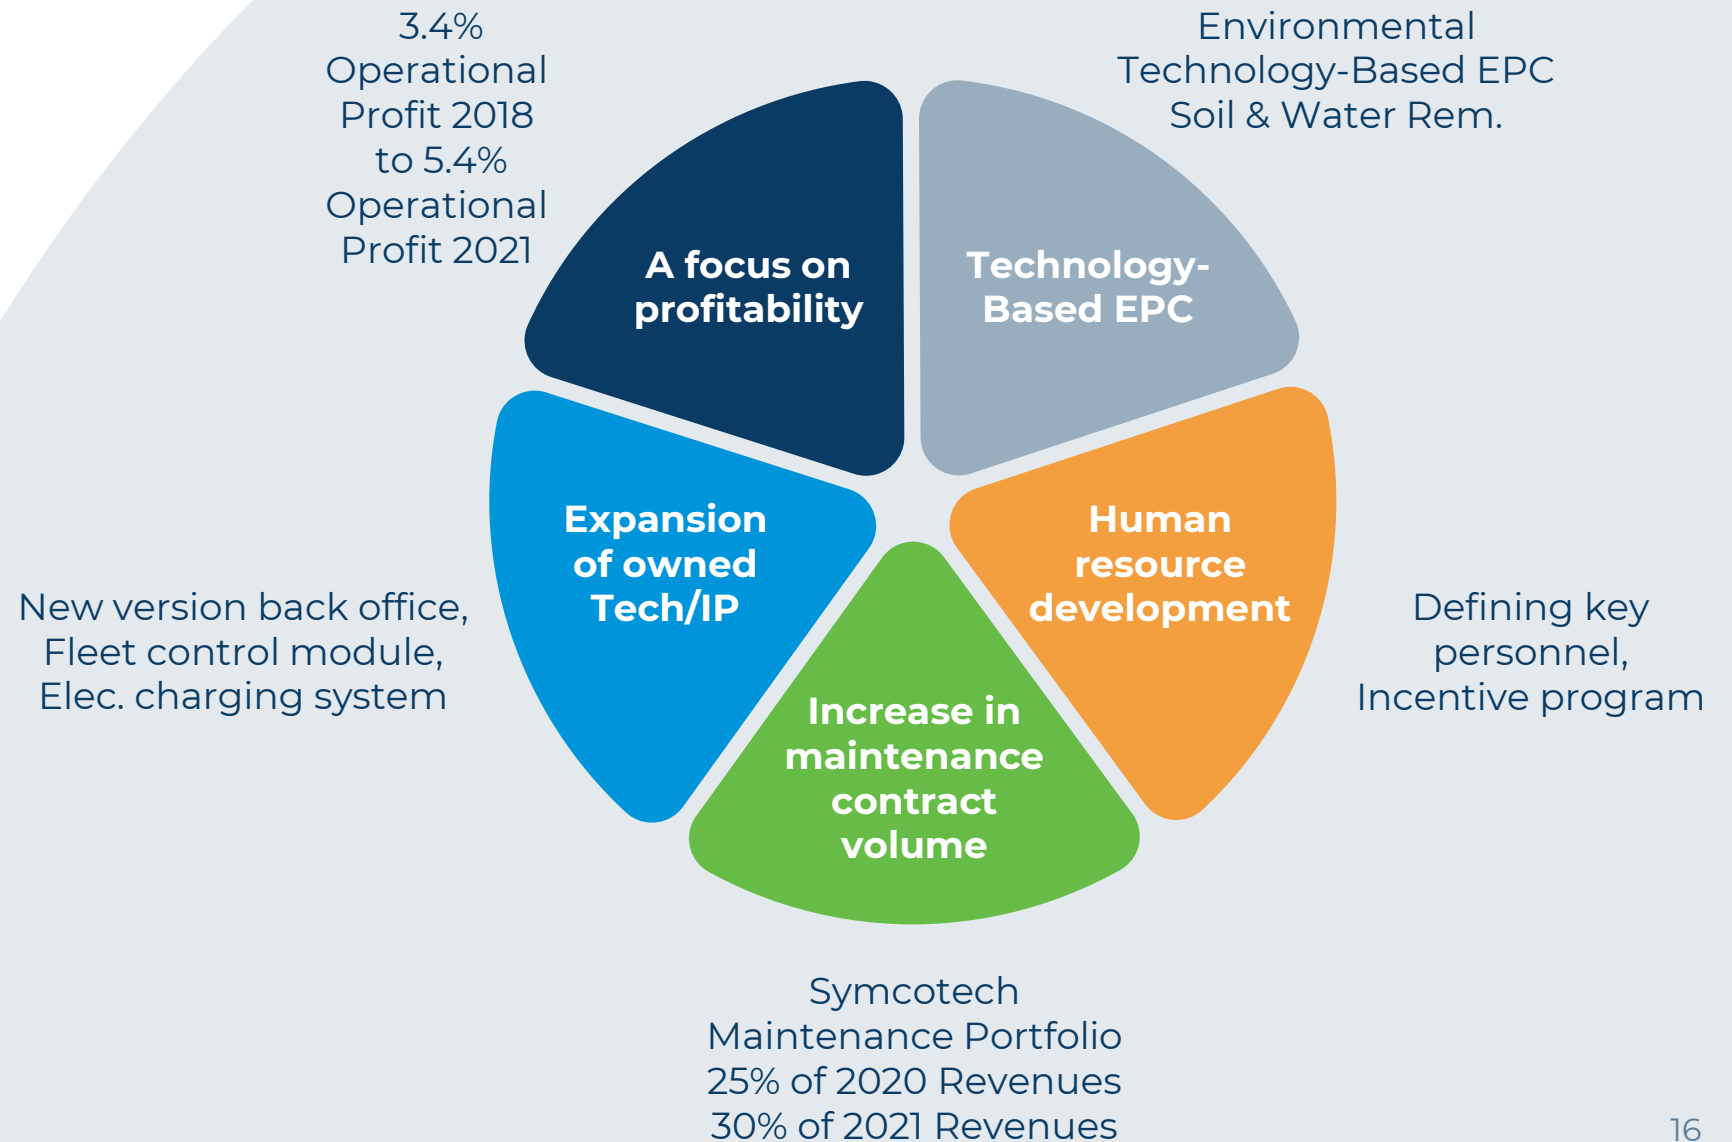 3.4%
Operational
Profit 2018
to 5.4%
Operational
Profit 2021
Environmental
Technology-Based EPC
Soil & Water Rem.
A focus on
profitability
Technology-
Based EPC
Expansion
of owned
Tech/IP
Human
resource
development
New version back office,
Fleet control module,
Elec. charging system
Defining key
personnel,
Incentive program
Increase in
maintenance
contract
volume
Symcotech
Maintenance Portfolio
25% of 2020 Revenues
30% of 2021 Revenues
16